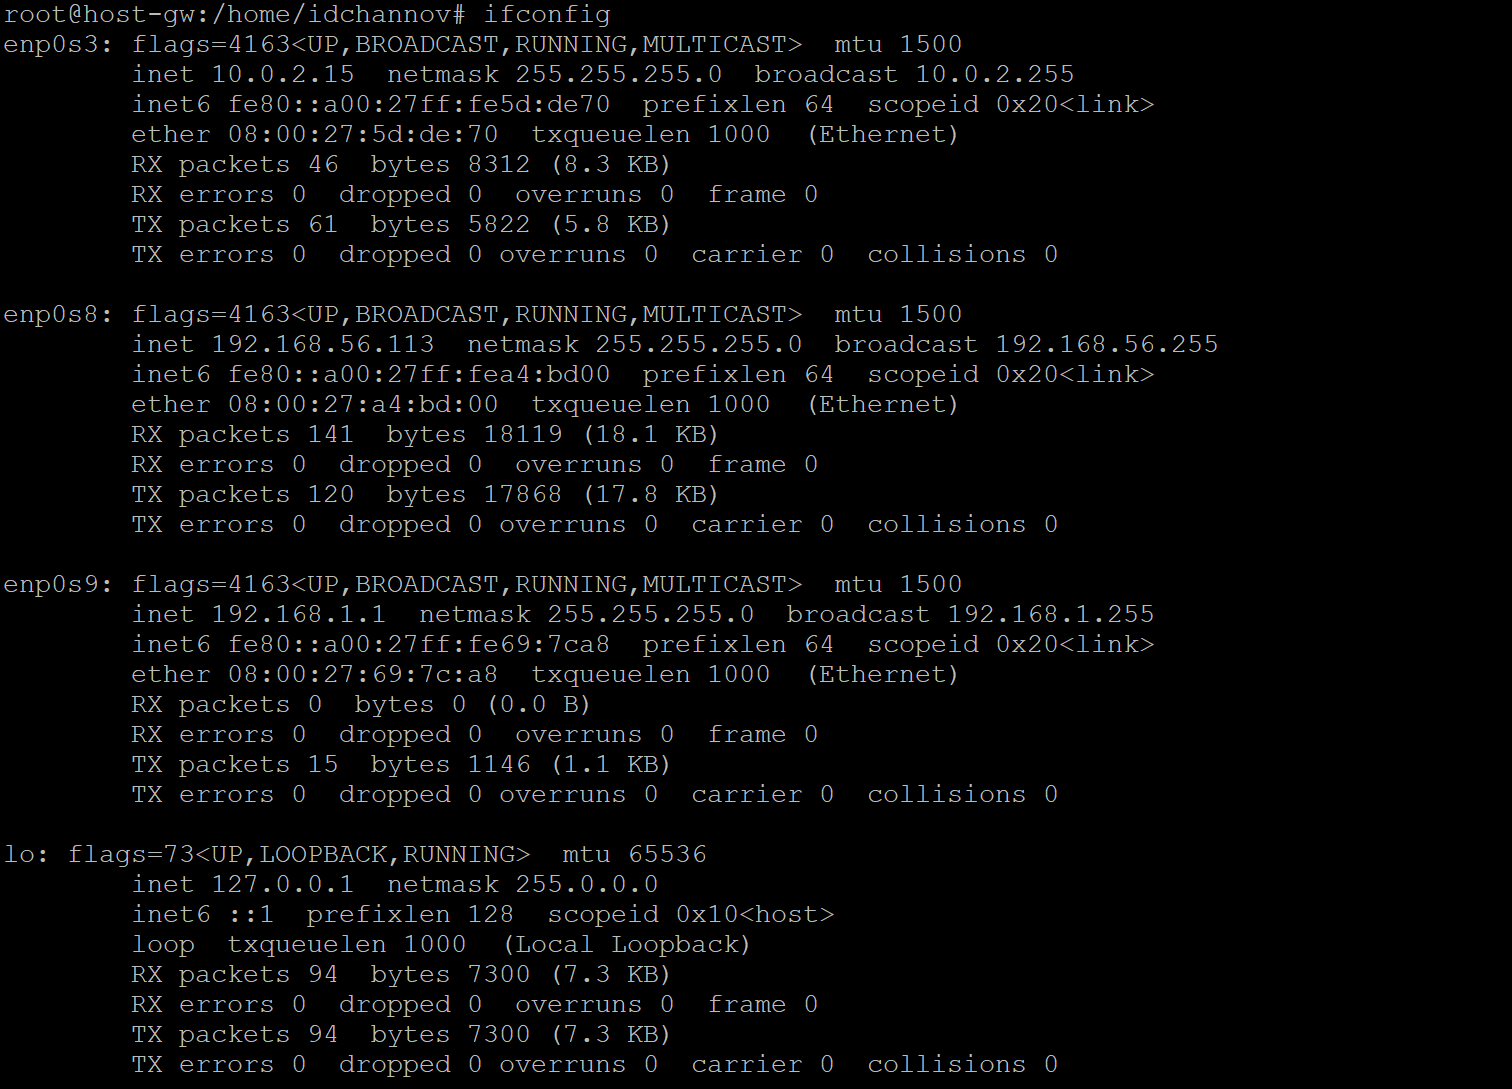 root@host-gw:/home/idchannov# ifconfig
enp0s3: flags=4163<UP,BROADCAST,RUNNING,MULTICAST>  mtu 1500
        inet 10.0.2.15  netmask 255.255.255.0  broadcast 10.0.2.255
        inet6 fe80::a00:27ff:fe5d:de70  prefixlen 64  scopeid 0x20<link>
        ether 08:00:27:5d:de:70  txqueuelen 1000  (Ethernet)
        RX packets 46  bytes 8312 (8.3 KB)
        RX errors 0  dropped 0  overruns 0  frame 0
        TX packets 61  bytes 5822 (5.8 KB)
        TX errors 0  dropped 0 overruns 0  carrier 0  collisions 0

enp0s8: flags=4163<UP,BROADCAST,RUNNING,MULTICAST>  mtu 1500
        inet 192.168.56.113  netmask 255.255.255.0  broadcast 192.168.56.255
        inet6 fe80::a00:27ff:fea4:bd00  prefixlen 64  scopeid 0x20<link>
        ether 08:00:27:a4:bd:00  txqueuelen 1000  (Ethernet)
        RX packets 141  bytes 18119 (18.1 KB)
        RX errors 0  dropped 0  overruns 0  frame 0
        TX packets 120  bytes 17868 (17.8 KB)
        TX errors 0  dropped 0 overruns 0  carrier 0  collisions 0

enp0s9: flags=4163<UP,BROADCAST,RUNNING,MULTICAST>  mtu 1500
        inet 192.168.1.1  netmask 255.255.255.0  broadcast 192.168.1.255
        inet6 fe80::a00:27ff:fe69:7ca8  prefixlen 64  scopeid 0x20<link>
        ether 08:00:27:69:7c:a8  txqueuelen 1000  (Ethernet)
        RX packets 0  bytes 0 (0.0 B)
        RX errors 0  dropped 0  overruns 0  frame 0
        TX packets 15  bytes 1146 (1.1 KB)
        TX errors 0  dropped 0 overruns 0  carrier 0  collisions 0

lo: flags=73<UP,LOOPBACK,RUNNING>  mtu 65536
        inet 127.0.0.1  netmask 255.0.0.0
        inet6 ::1  prefixlen 128  scopeid 0x10<host>
        loop  txqueuelen 1000  (Local Loopback)
        RX packets 94  bytes 7300 (7.3 KB)
        RX errors 0  dropped 0  overruns 0  frame 0
        TX packets 94  bytes 7300 (7.3 KB)
        TX errors 0  dropped 0 overruns 0  carrier 0  collisions 0